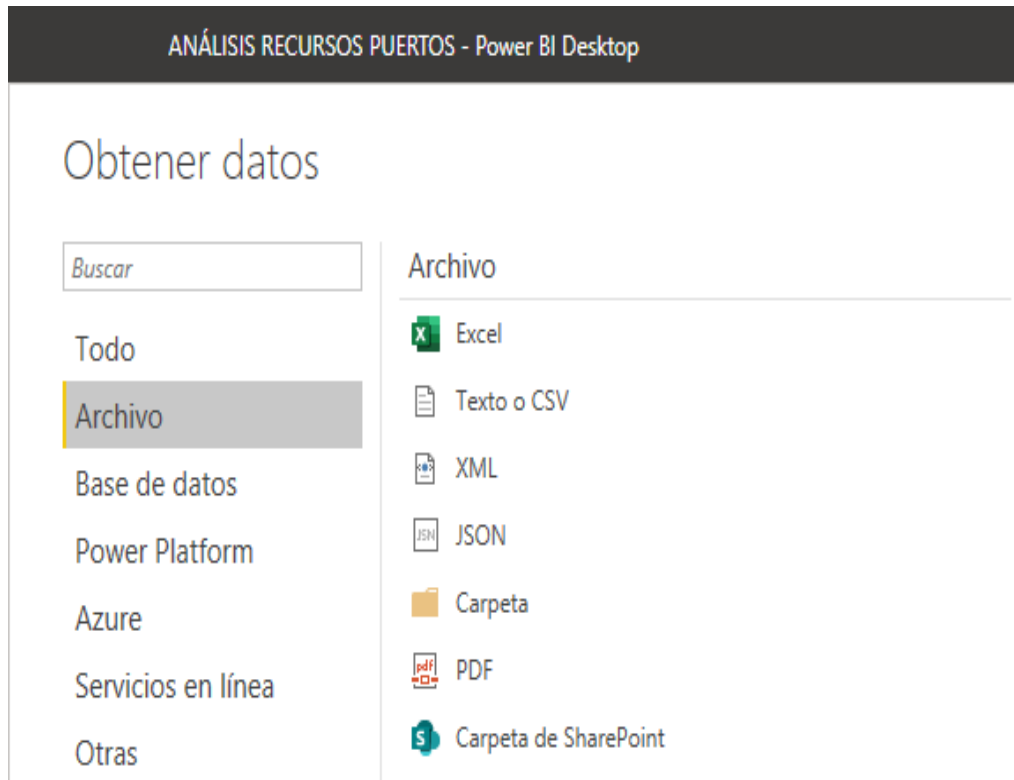 ANÁLISIS RECURSOS PUERTOS - Power BI Desktop
Obtener datos
Buscar
Todo
Archivo
Base de datos
Power Platform
Azure
Servicios en línea
Otras
Archivo
Excel
Texto o CSV
XML
JSON
Carpeta
PDF
Carpeta de SharePoint